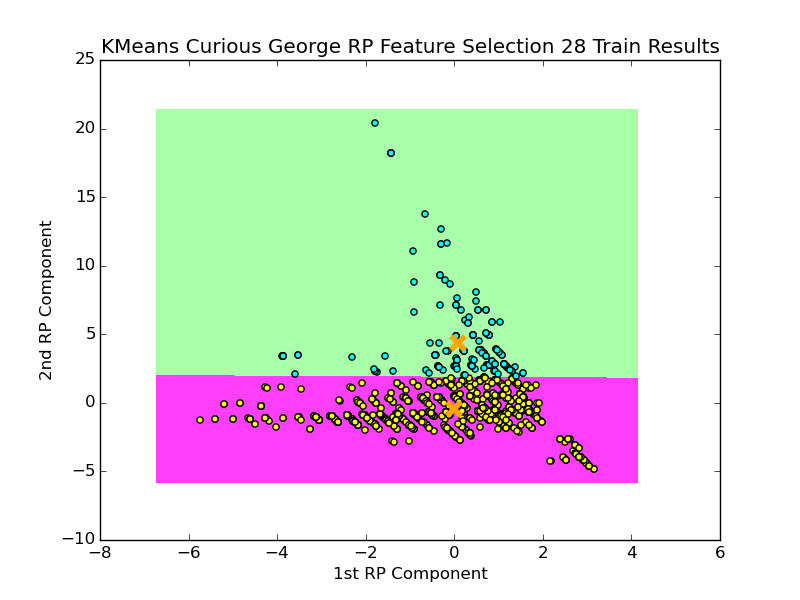 KMeans Curious George RP Feature Selection 28 Train Results
25
20
15
10
5
0
−5
−10
2nd RP Component
−8 −6 −4 −2 0 2 4 6
1st RP Component